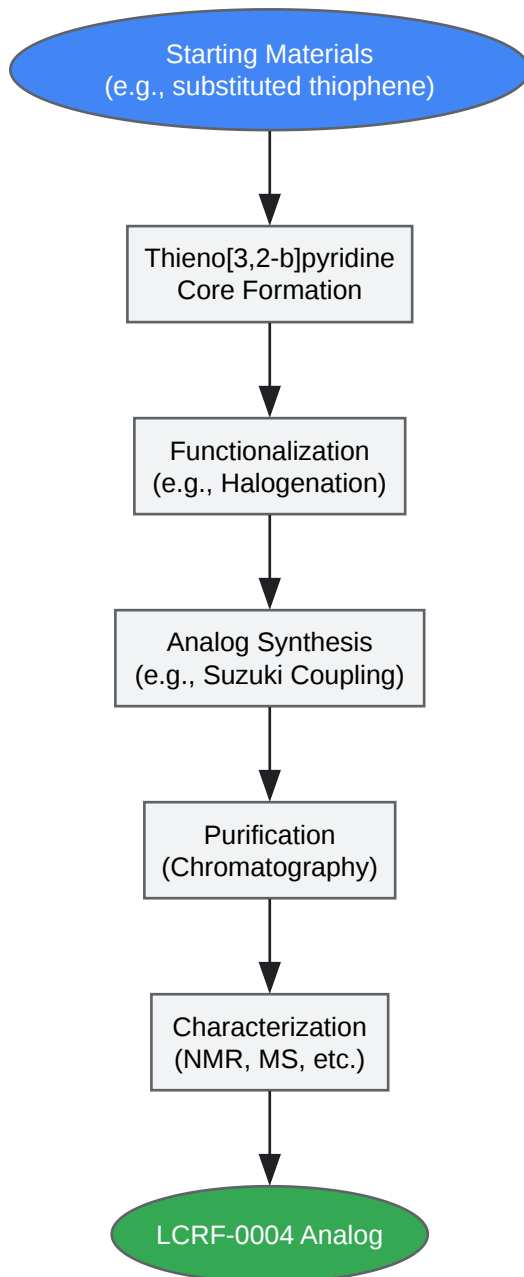 Starting Materials
(e.g., substituted thiophene)
Thieno[3,2-b]pyridine
Core Formation
Functionalization
(e.g., Halogenation)
Analog Synthesis
(e.g., Suzuki Coupling)
Purification
(Chromatography)
Characterization
(NMR, MS, etc.)
LCRF-0004 Analog